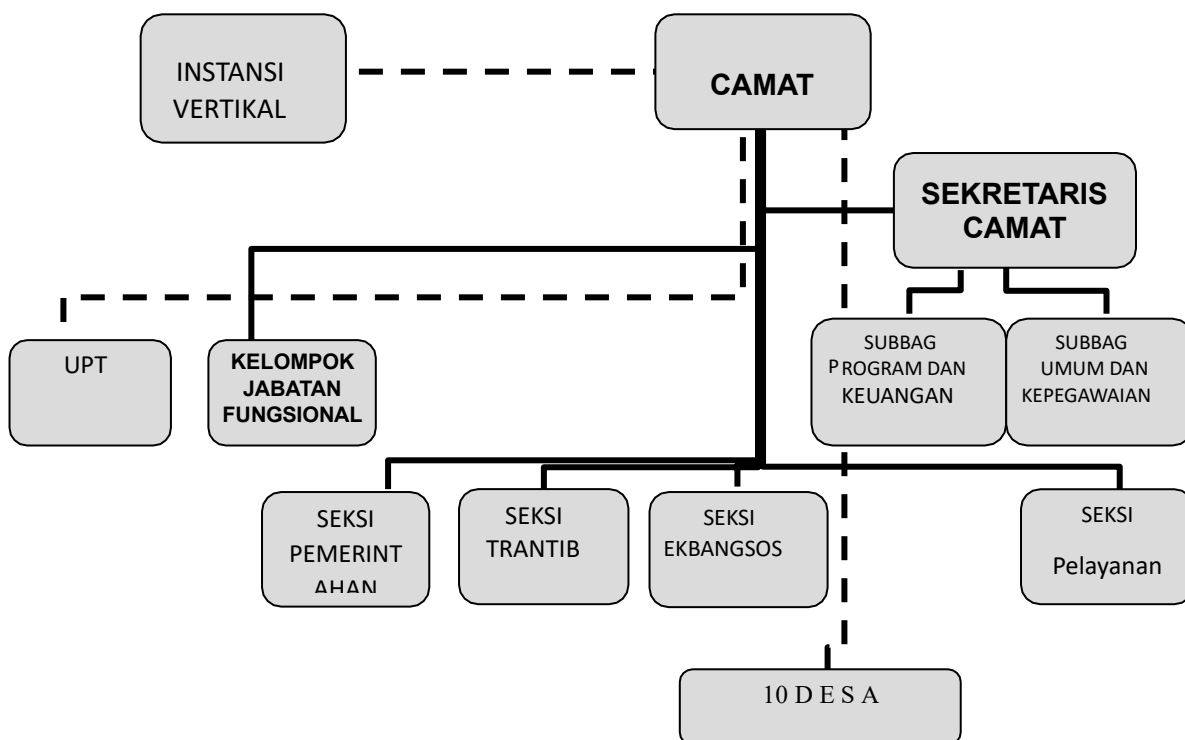 INSTANSI
VERTIKAL
CAMAT
SEKRETARIS
CAMAT
UPT
KELOMPOK
JABATAN
FUNGSIONAL
SUBBAG
PROGRAM DAN
KEUANGAN
SUBBAG
UMUM DAN
KEPEGAWAIAN
SEKSI
PEMERINT
AHAN
SEKSI
TRANTIB
SEKSI
EKBANGSOS
SEKSI
Pelayanan
10 D E S A